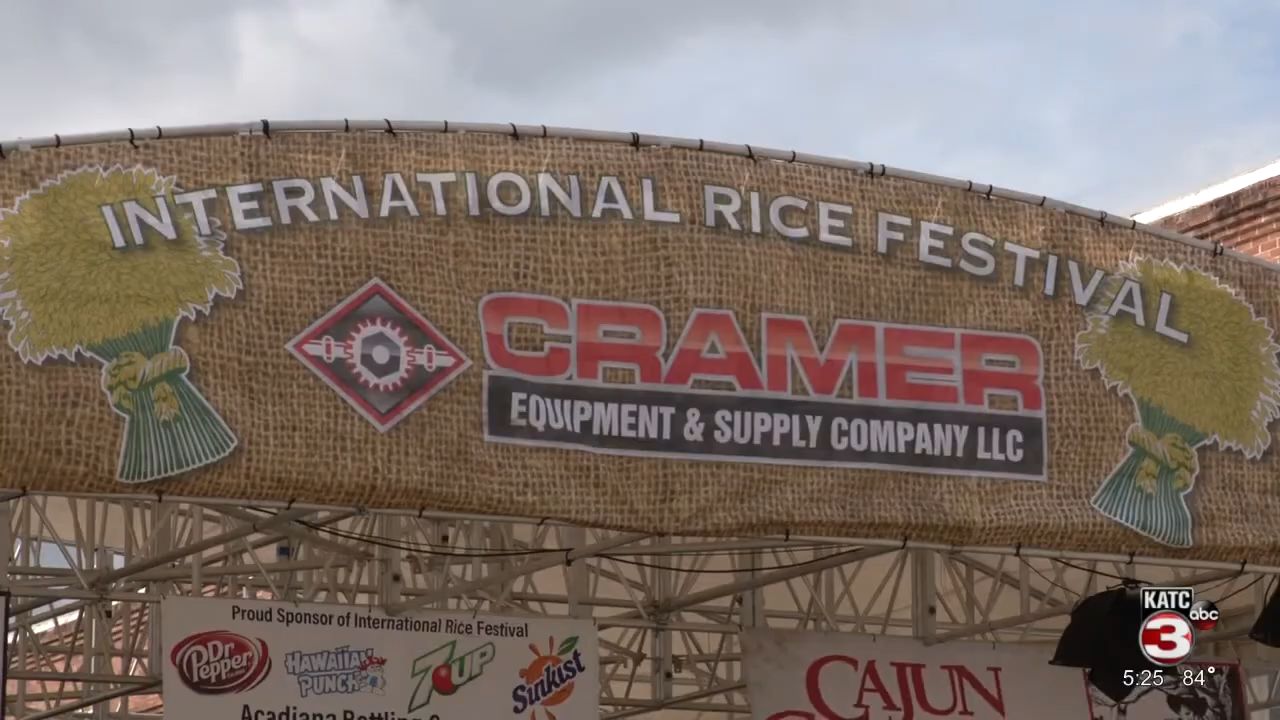 INTERNATIONAL RICE FESTIVAL
CRAMER
EQUIPMENT & SUPPLY COMPANY LLC
Proud Sponsor of International Rice Festival
Dr Pepper
HAWAIIAN PUNCH
7UP
Sunkist
CAJUN
KATC
abc
3
5:25 84°